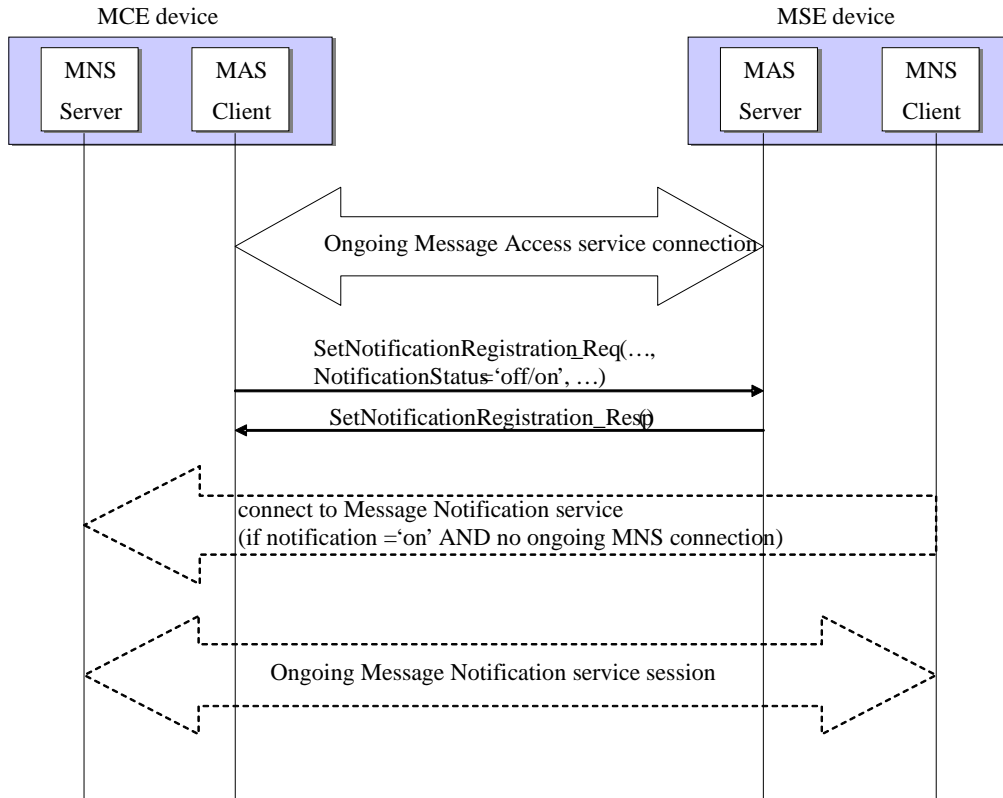 MCE device
MSE device
MNS
Server
MAS
Client
MAS
Server
MNS
Client
Ongoing Message Access service connection
SetNotificationRegistration_Req(…,
NotificationStatus=‘off/on’, …)
SetNotificationRegistration_Resp()
connect to Message Notification service
(if notification =‘on’ AND no ongoing MNS connection)
Ongoing Message Notification service session